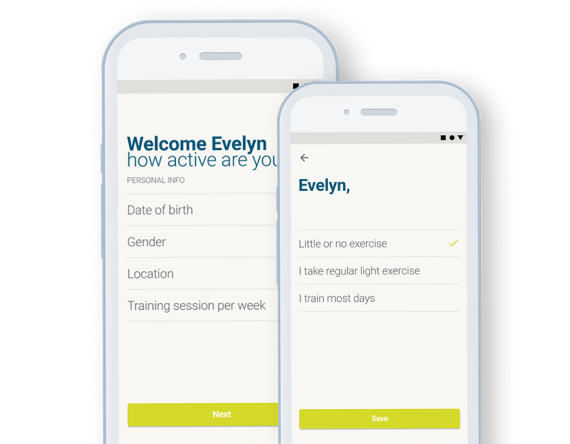 Welcome Evelyn
how active are you
PERSONAL INFO
Date of birth
Gender
Location
Training session per week
Next
Evelyn,
Little or no exercise
I take regular light exercise
I train most days
Save